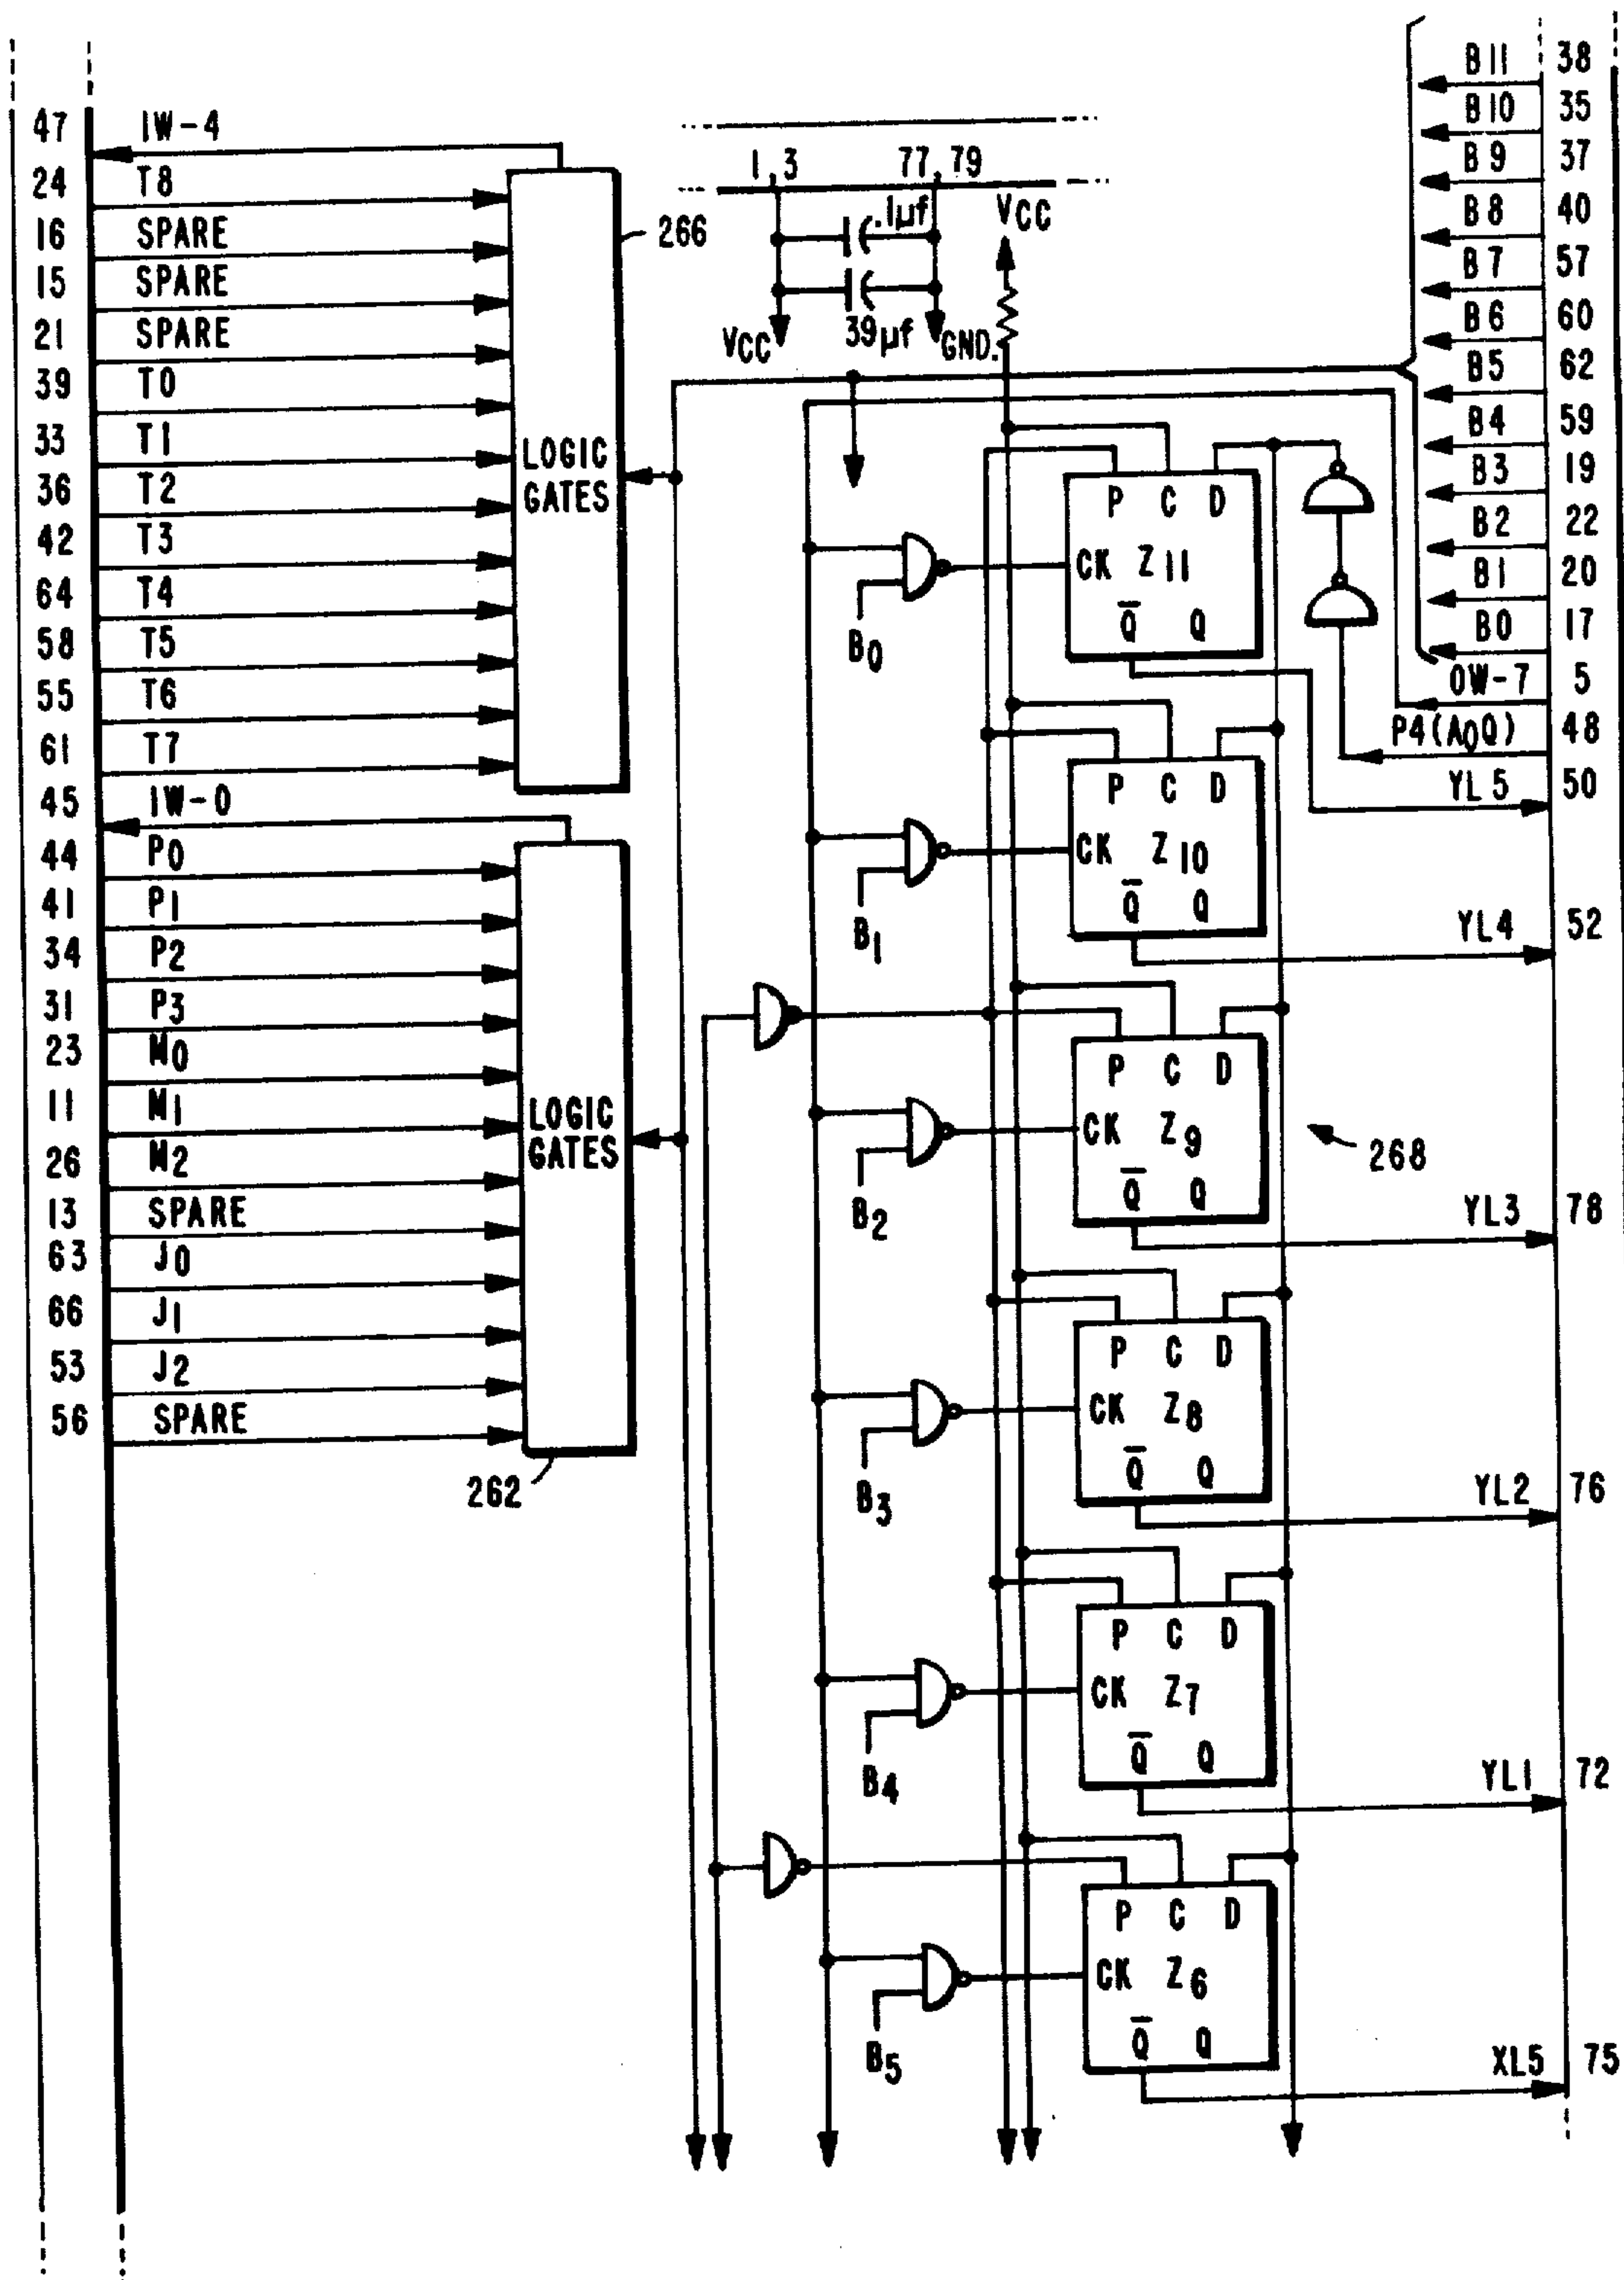 47 IW-4
24 T8
16 SPARE
15 SPARE
21 SPARE
39 T0
33 T1
36 T2
42 T3
64 T4
58 T5
55 T6
61 T7
45 IW-0
44 P0
41 P1
34 P2
31 P3
23 M0
11 M1
26 M2
13 SPARE
63 J0
66 J1
53 J2
56 SPARE
LOGIC
GATES
266
LOGIC
GATES
262
1,3 77,79
.1µf
VCC
39µf
VCC
GND.
B11 38
B10 35
B9 37
B8 40
B7 57
B6 60
B5 62
B4 59
B3 19
B2 22
B1 20
B0 17
OW-7 5
P4(A0Q) 48
YL5 50
P C D
CK Z11
Q̅ Q
B0
P C D
CK Z10
Q̅ Q
B1
YL4 52
P C D
CK Z9
Q̅ Q
B2
268
YL3 78
P C D
CK Z8
Q̅ Q
B3
YL2 76
P C D
CK Z7
Q̅ Q
B4
YL1 72
P C D
CK Z6
Q̅ Q
B5
XL5 75